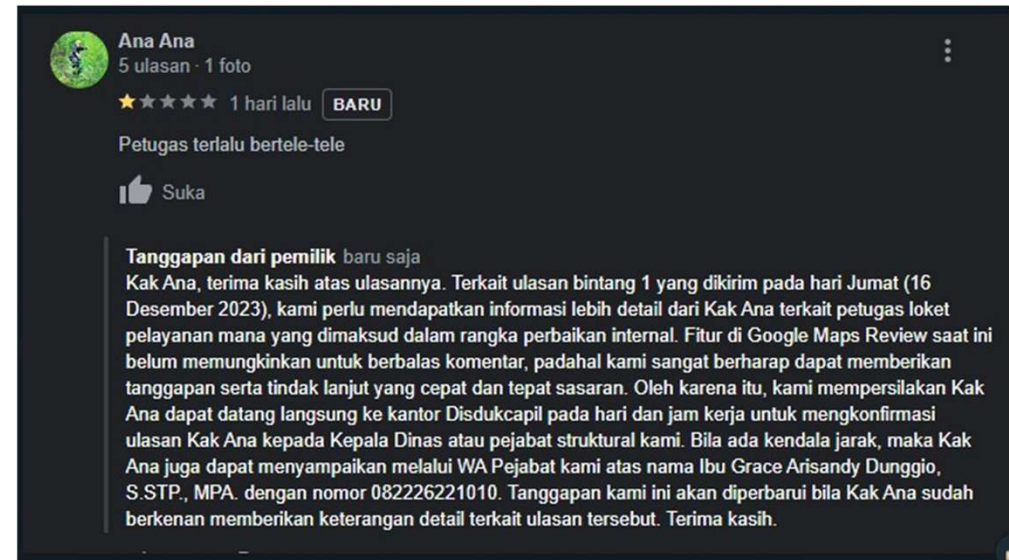 Ana Ana
5 ulasan · 1 foto
1 hari lalu BARU
Petugas terlalu bertele-tele
Suka
Tanggapan dari pemilik baru saja
Kak Ana, terima kasih atas ulasannya. Terkait ulasan bintang 1 yang dikirim pada hari Jumat (16
Desember 2023), kami perlu mendapatkan informasi lebih detail dari Kak Ana terkait petugas loket
pelayanan mana yang dimaksud dalam rangka perbaikan internal. Fitur di Google Maps Review saat ini
belum memungkinkan untuk berbalas komentar, padahal kami sangat berharap dapat memberikan
tanggapan serta tindak lanjut yang cepat dan tepat sasaran. Oleh karena itu, kami mempersilakan Kak
Ana dapat datang langsung ke kantor Disdukcapil pada hari dan jam kerja untuk mengkonfirmasi
ulasan Kak Ana kepada Kepala Dinas atau pejabat struktural kami. Bila ada kendala jarak, maka Kak
Ana juga dapat menyampaikan melalui WA Pejabat kami atas nama Ibu Grace Arisandy Dunggio,
S.STP., MPA. dengan nomor 082226221010. Tanggapan kami ini akan diperbarui bila Kak Ana sudah
berkenan memberikan keterangan detail terkait ulasan tersebut. Terima kasih.